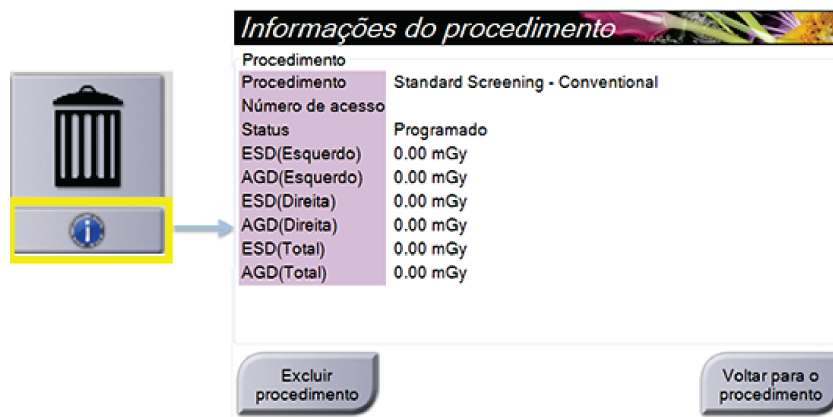 Informações do procedimento
Procedimento
Procedimento Standard Screening - Conventional
Número de acesso
Status Programado
ESD(Esquerdo) 0.00 mGy
AGD(Esquerdo) 0.00 mGy
ESD(Direita) 0.00 mGy
AGD(Direita) 0.00 mGy
ESD(Total) 0.00 mGy
AGD(Total) 0.00 mGy
Excluir
procedimento
Voltar para o
procedimento